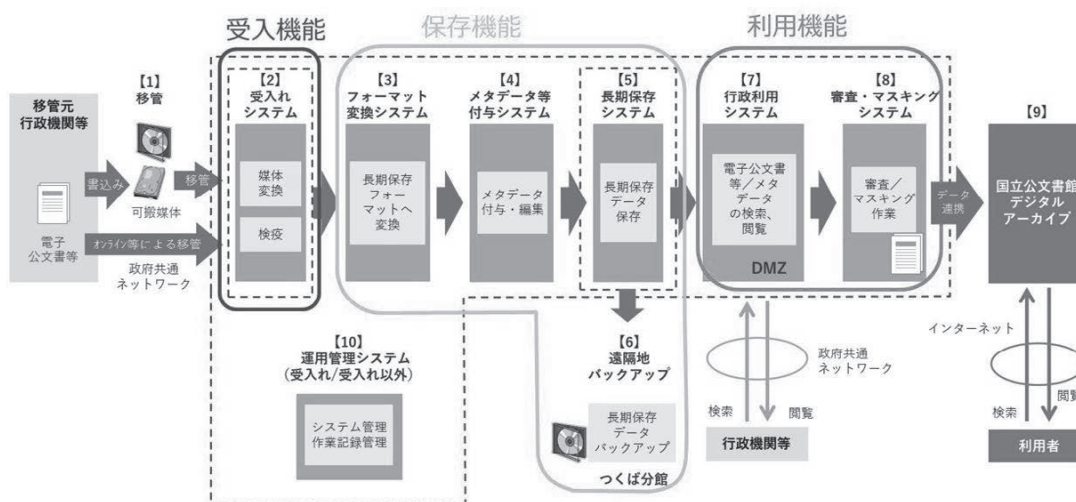 受入機能
保存機能
利用機能
【1】
移管
移管元
行政機関等
書込み
移管
可搬媒体
電子
公文書等
オンライン等による移管
政府共通
ネットワーク
【2】
受入れ
システム
媒体
変換
検疫
【3】
フォーマット
変換システム
長期保存
フォー
マットへ
変換
【4】
メタデータ等
付与システム
メタデータ
付与・編集
【5】
長期保存
システム
長期保存
データ
保存
【6】
遠隔地
バックアップ
長期保存
データ
バックアップ
つくば分館
【7】
行政利用
システム
電子公文書
等／メタ
データ
の検索、
閲覧
DMZ
【8】
審査・マスキング
システム
審査／
マスキング
作業
データ
連携
【9】
国立公文書館
デジタル
アーカイブ
【10】
運用管理システム
（受入れ/受入れ以外）
システム管理
作業記録管理
政府共通
ネットワーク
検索
閲覧
行政機関等
インターネット
検索
閲覧
利用者